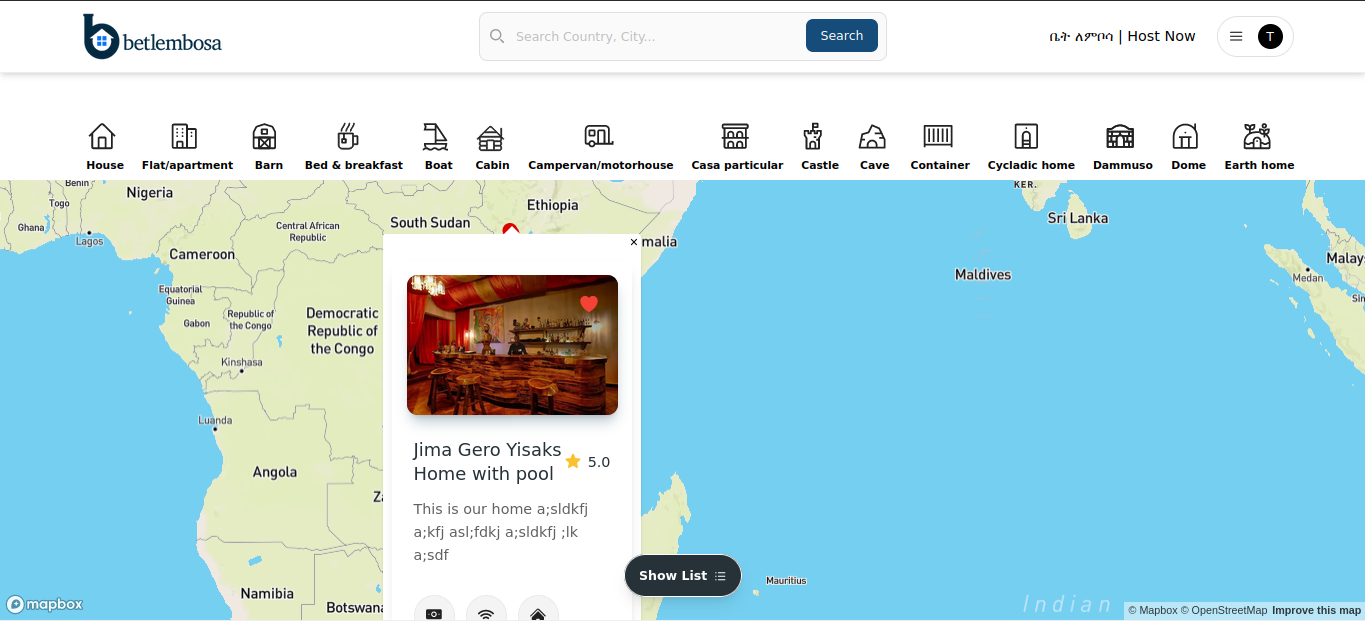 betlembosa
Search Country, City...
Search
ቤት ለምቦሳ | Host Now
T
House
Flat/apartment
Barn
Bed & breakfast
Boat
Cabin
Campervan/motorhouse
Casa particular
Castle
Cave
Container
Cycladic home
Dammuso
Dome
Earth home
Benin
Togo
Nigeria
Ghana
Lagos
Cameroon
Central African
Republic
South Sudan
Ethiopia
malia
KER.
Sri Lanka
Maldives
Malay
Medan
Equatorial
Guinea
Gabon
Republic of
the Congo
Democratic
Republic of
the Congo
Kinshasa
Luanda
Angola
Za
Namibia
Botswana
×
Jima Gero Yisaks
Home with pool
5.0
This is our home a;sldkfj
a;kfj asl;fdkj a;sldkfj ;lk
a;sdf
Show List
Mauritius
Indian
mapbox
© Mapbox © OpenStreetMap Improve this map